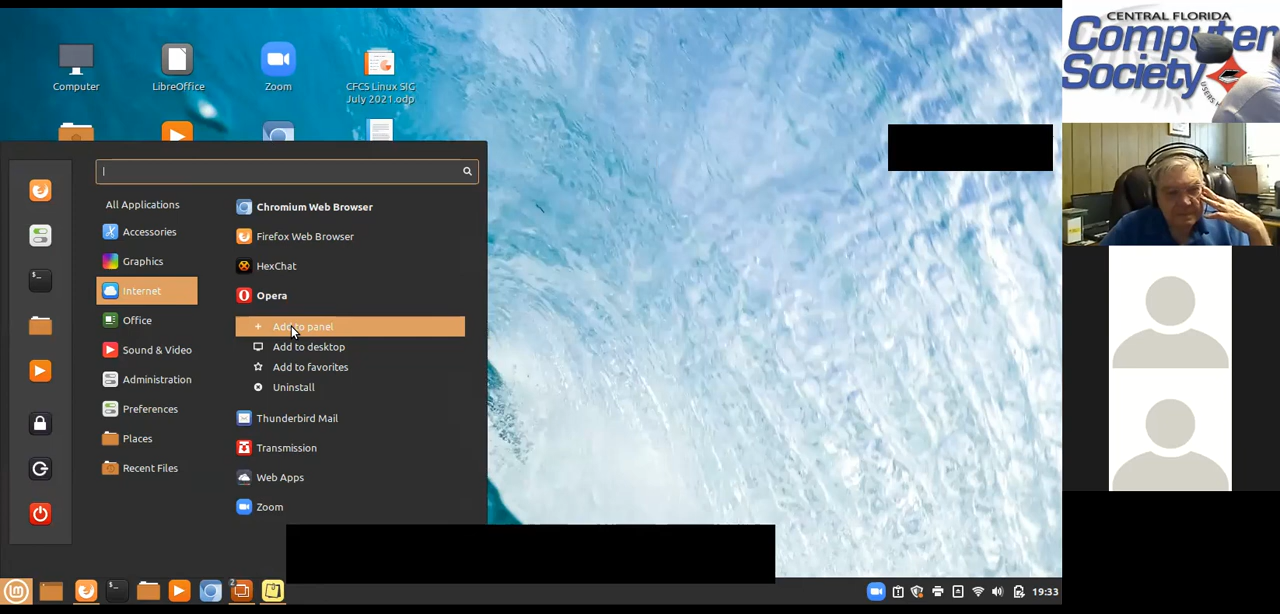 CENTRAL FLORIDA
Computer
Society
USERS
Computer
LibreOffice
Zoom
CFCS Linux SIG
July 2021.odp
All Applications
Accessories
Graphics
Internet
Office
Sound & Video
Administration
Preferences
Places
Recent Files
Chromium Web Browser
Firefox Web Browser
HexChat
Opera
Add to panel
Add to desktop
Add to favorites
Uninstall
Thunderbird Mail
Transmission
Web Apps
Zoom
2
19:33